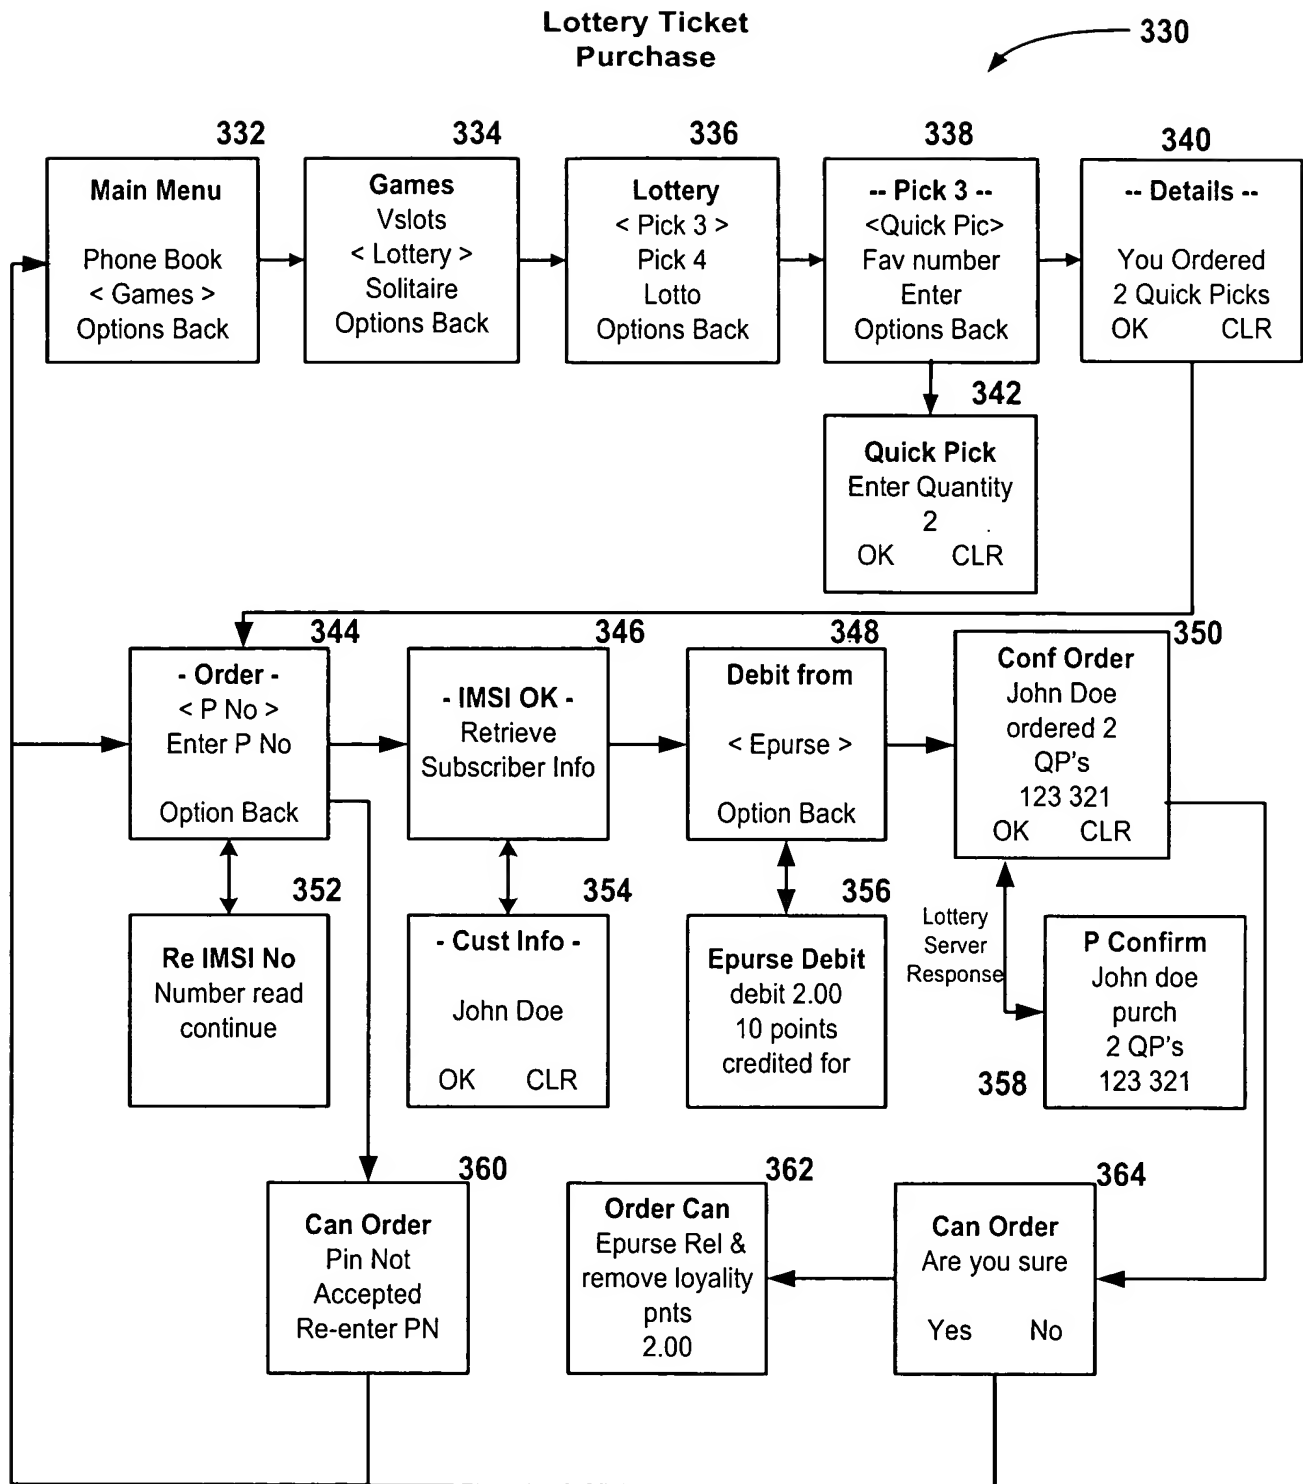 Lottery Ticket
Purchase
330
332
Main Menu
Phone Book
< Games >
Options Back
334
Games
Vslots
< Lottery >
Solitaire
Options Back
336
Lottery
< Pick 3 >
Pick 4
Lotto
Options Back
338
-- Pick 3 --
<Quick Pic>
Fav number
Enter
Options Back
340
-- Details --
You Ordered
2 Quick Picks
OK CLR
342
Quick Pick
Enter Quantity
2
OK CLR
344
- Order -
< P No >
Enter P No
Option Back
346
- IMSI OK -
Retrieve
Subscriber Info
348
Debit from
< Epurse >
Option Back
350
Conf Order
John Doe
ordered 2
QP's
123 321
OK CLR
352
Re IMSI No
Number read
continue
354
- Cust Info -
John Doe
OK CLR
356
Epurse Debit
debit 2.00
10 points
credited for
Lottery
Server
Response
358
P Confirm
John doe
purch
2 QP's
123 321
360
Can Order
Pin Not
Accepted
Re-enter PN
362
Order Can
Epurse Rel &
remove loyality
pnts
2.00
364
Can Order
Are you sure
Yes No